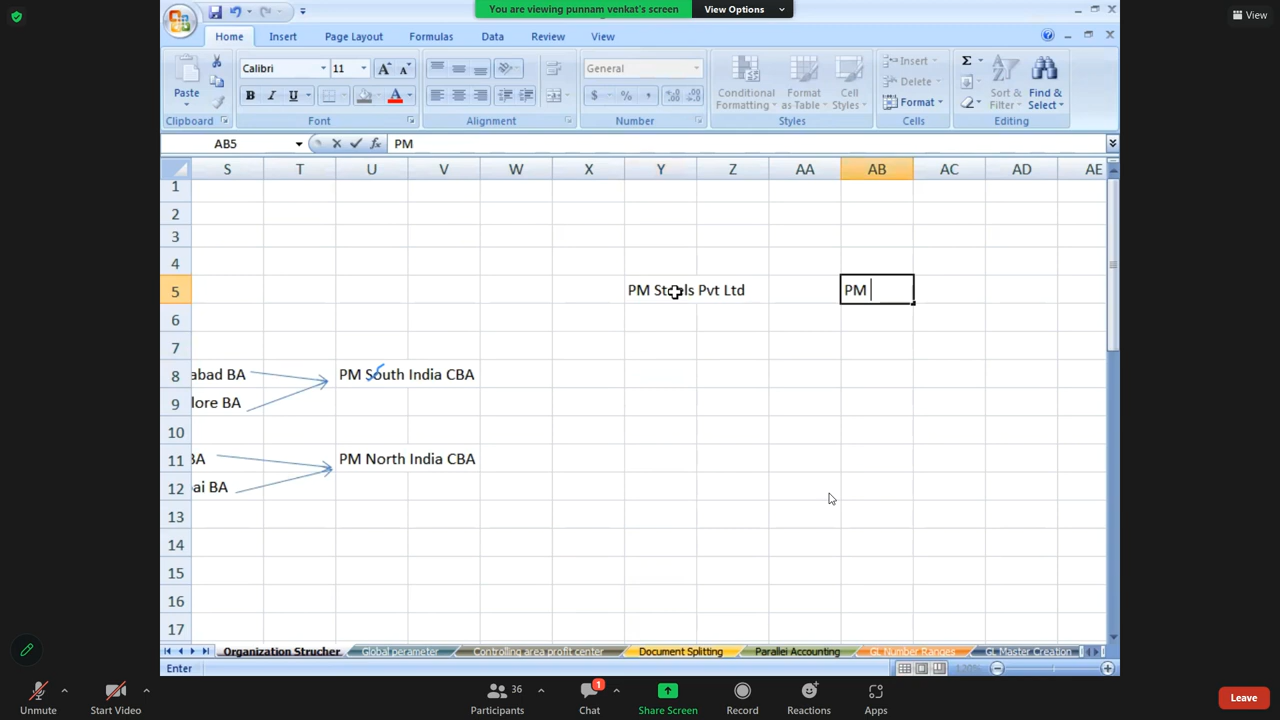 You are viewing punnam venkat's screen
View Options
View
Home Insert Page Layout Formulas Data Review View
Paste
Calibri 11
General
Conditional Formatting
Format as Table
Cell Styles
Insert
Delete
Format
Sort & Filter
Find & Select
Clipboard Font Alignment Number Styles Cells Editing
AB5 PM
S T U V W X Y Z AA AB AC AD AE
1
2
3
4
5 PM Steels Pvt Ltd PM
6
7
8 abad BA PM South India CBA
9 lore BA
10
11 BA PM North India CBA
12 ai BA
13
14
15
16
17
Organization Strucher Global perameter Controlling area profit center Document Splitting Parallel Accounting GL Number Ranges GL Master Creation
Enter 120%
Unmute Start Video 36 Participants 1 Chat Share Screen Record Reactions Apps Leave